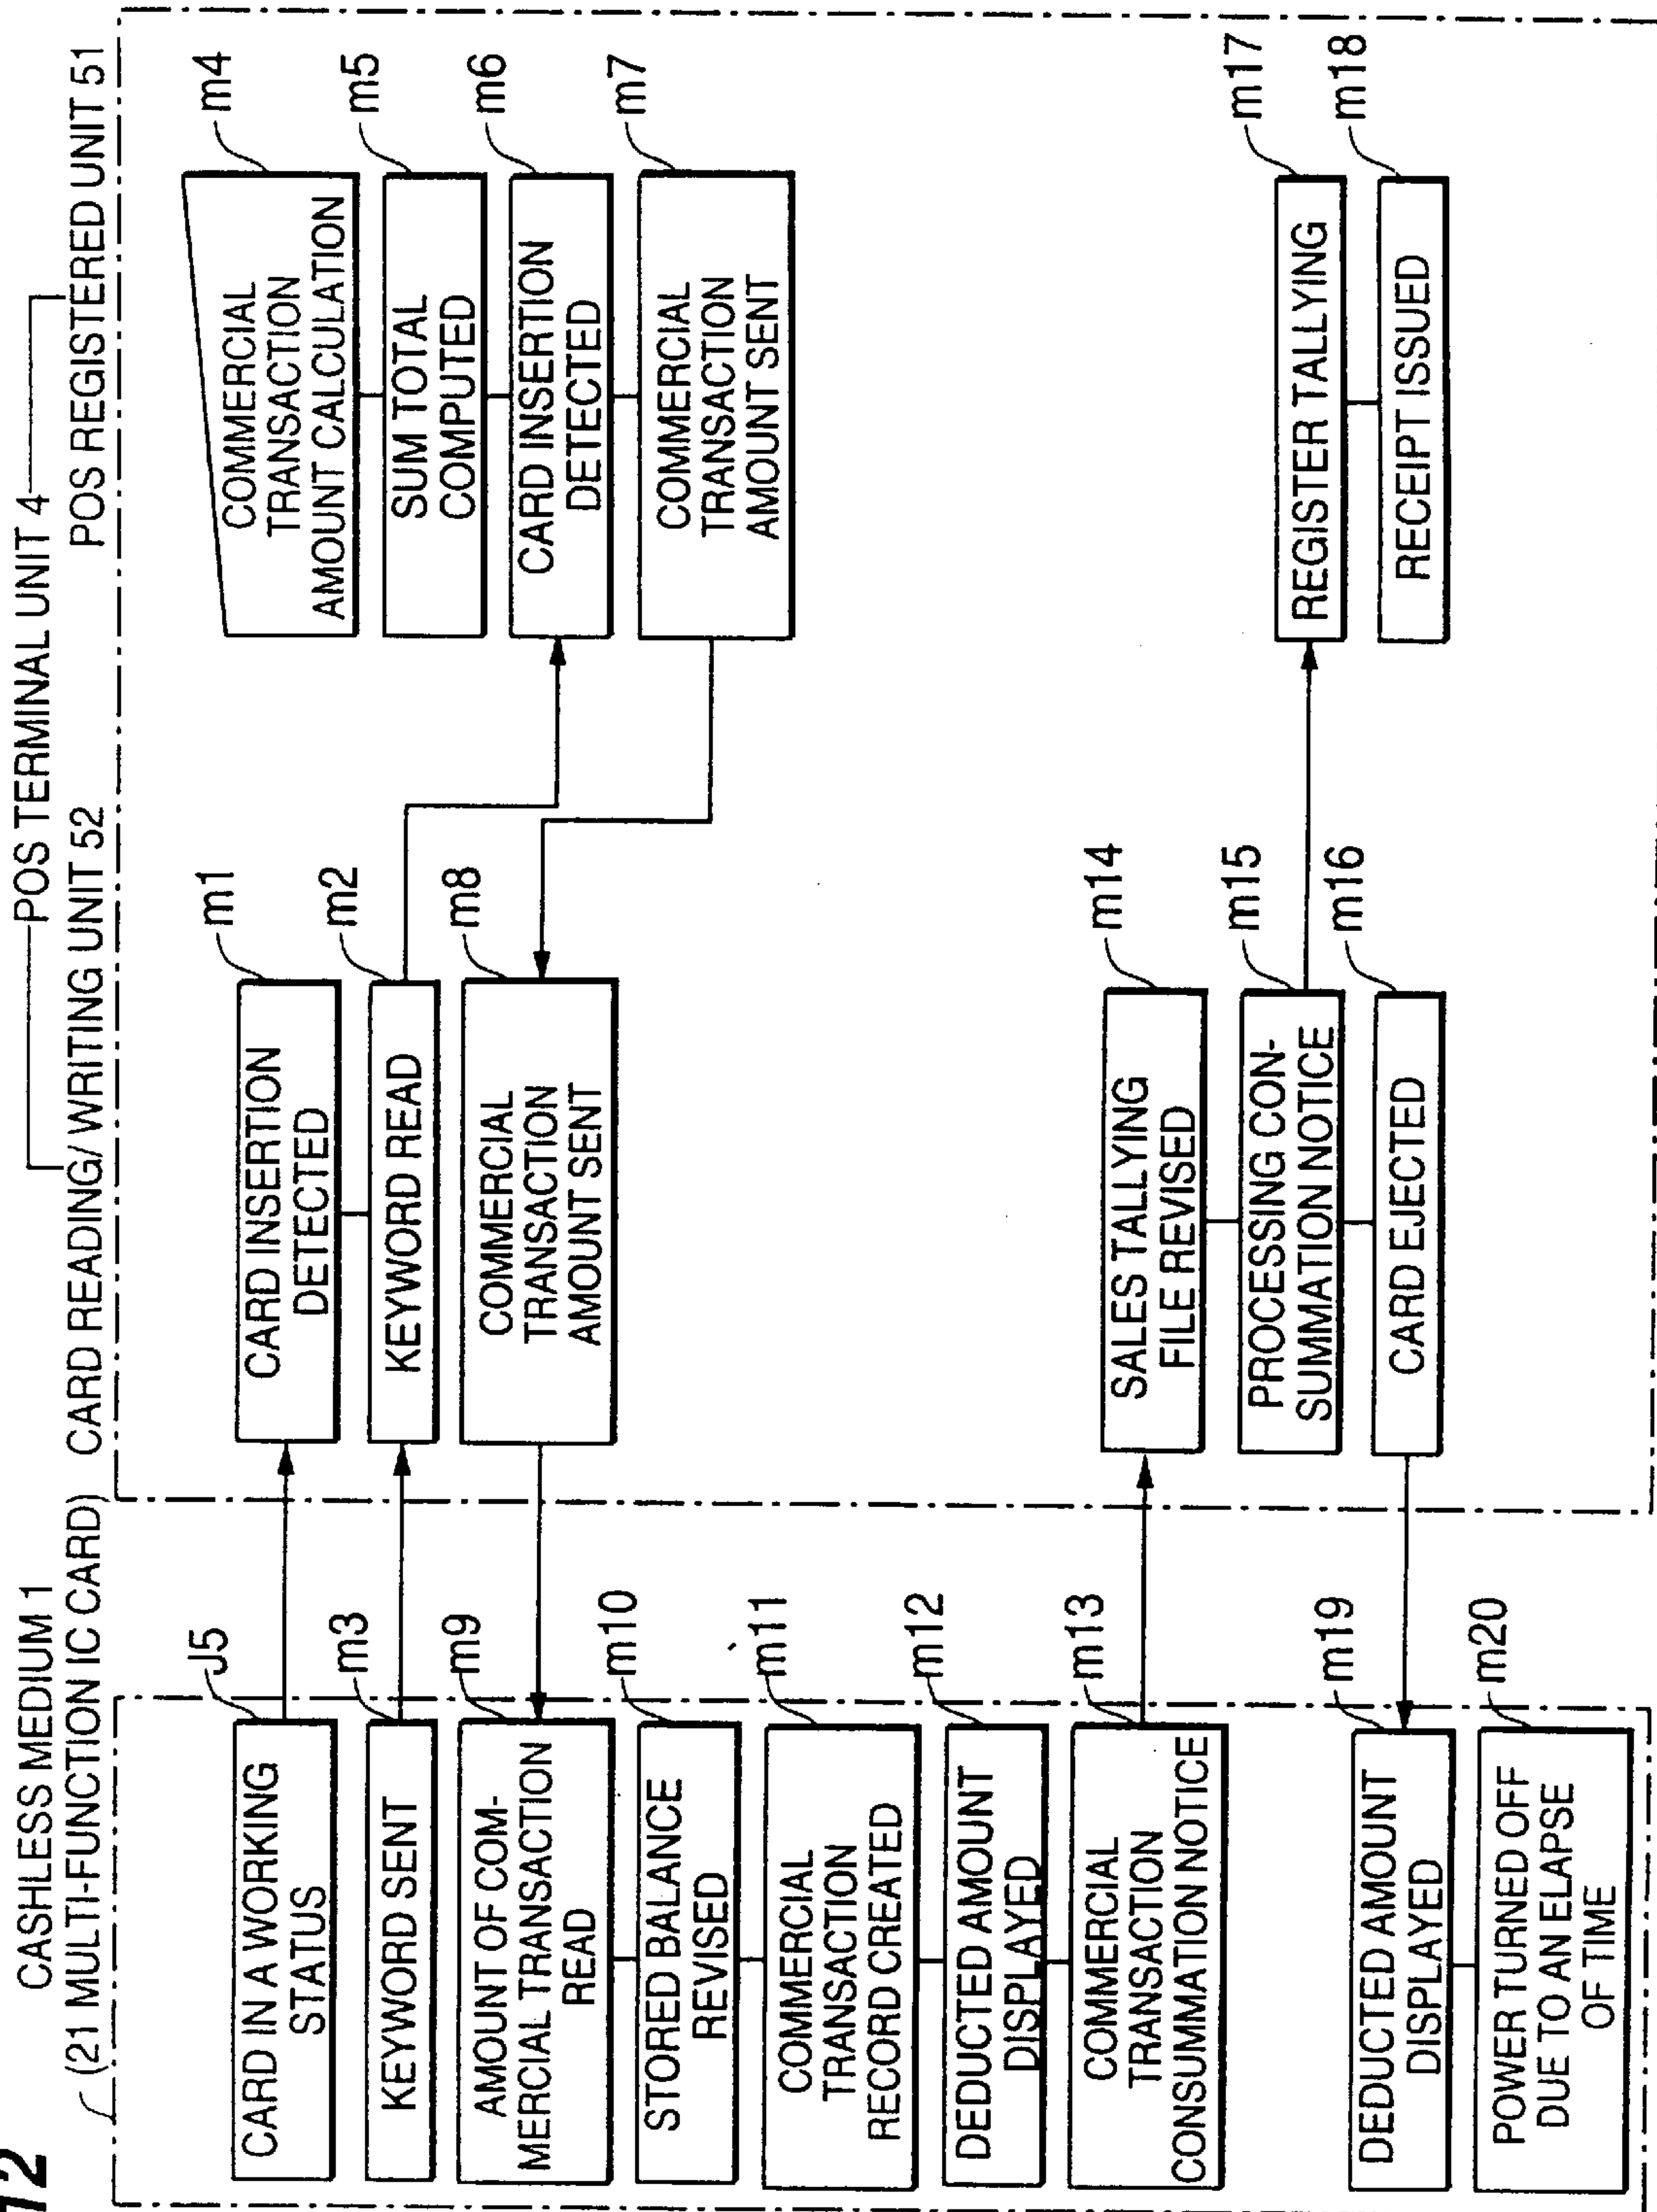 12
CASHLESS MEDIUM 1
(21 MULTI-FUNCTION IC CARD)
POS TERMINAL UNIT 4
CARD READING/WRITING UNIT 52
POS REGISTERED UNIT 51
J5
CARD IN A WORKING
STATUS
m3
KEYWORD SENT
m9
AMOUNT OF COM-
MERCIAL TRANSACTION
READ
m10
STORED BALANCE
REVISED
m11
COMMERCIAL
TRANSACTION
RECORD CREATED
m12
DEDUCTED AMOUNT
DISPLAYED
m13
COMMERCIAL
TRANSACTION
CONSUMMATION NOTICE
m19
DEDUCTED AMOUNT
DISPLAYED
m20
POWER TURNED OFF
DUE TO AN ELAPSE
OF TIME
m1
CARD INSERTION
DETECTED
m2
KEYWORD READ
m8
COMMERCIAL
TRANSACTION
AMOUNT SENT
m14
SALES TALLYING
FILE REVISED
m15
PROCESSING CON-
SUMMATION NOTICE
m16
CARD EJECTED
m4
COMMERCIAL
TRANSACTION
AMOUNT CALCULATION
m5
SUM TOTAL
COMPUTED
m6
CARD INSERTION
DETECTED
m7
COMMERCIAL
TRANSACTION
AMOUNT SENT
m17
REGISTER TALLYING
m18
RECEIPT ISSUED